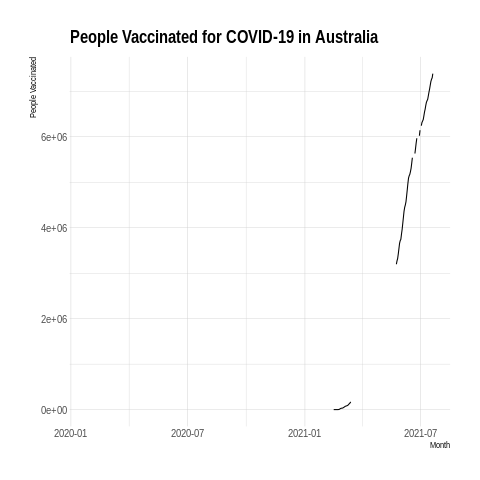 People Vaccinated for COVID-19 in Australia
People Vaccinated
6e+06
4e+06
2e+06
0e+00
2020-01
2020-07
2021-01
2021-07
Month